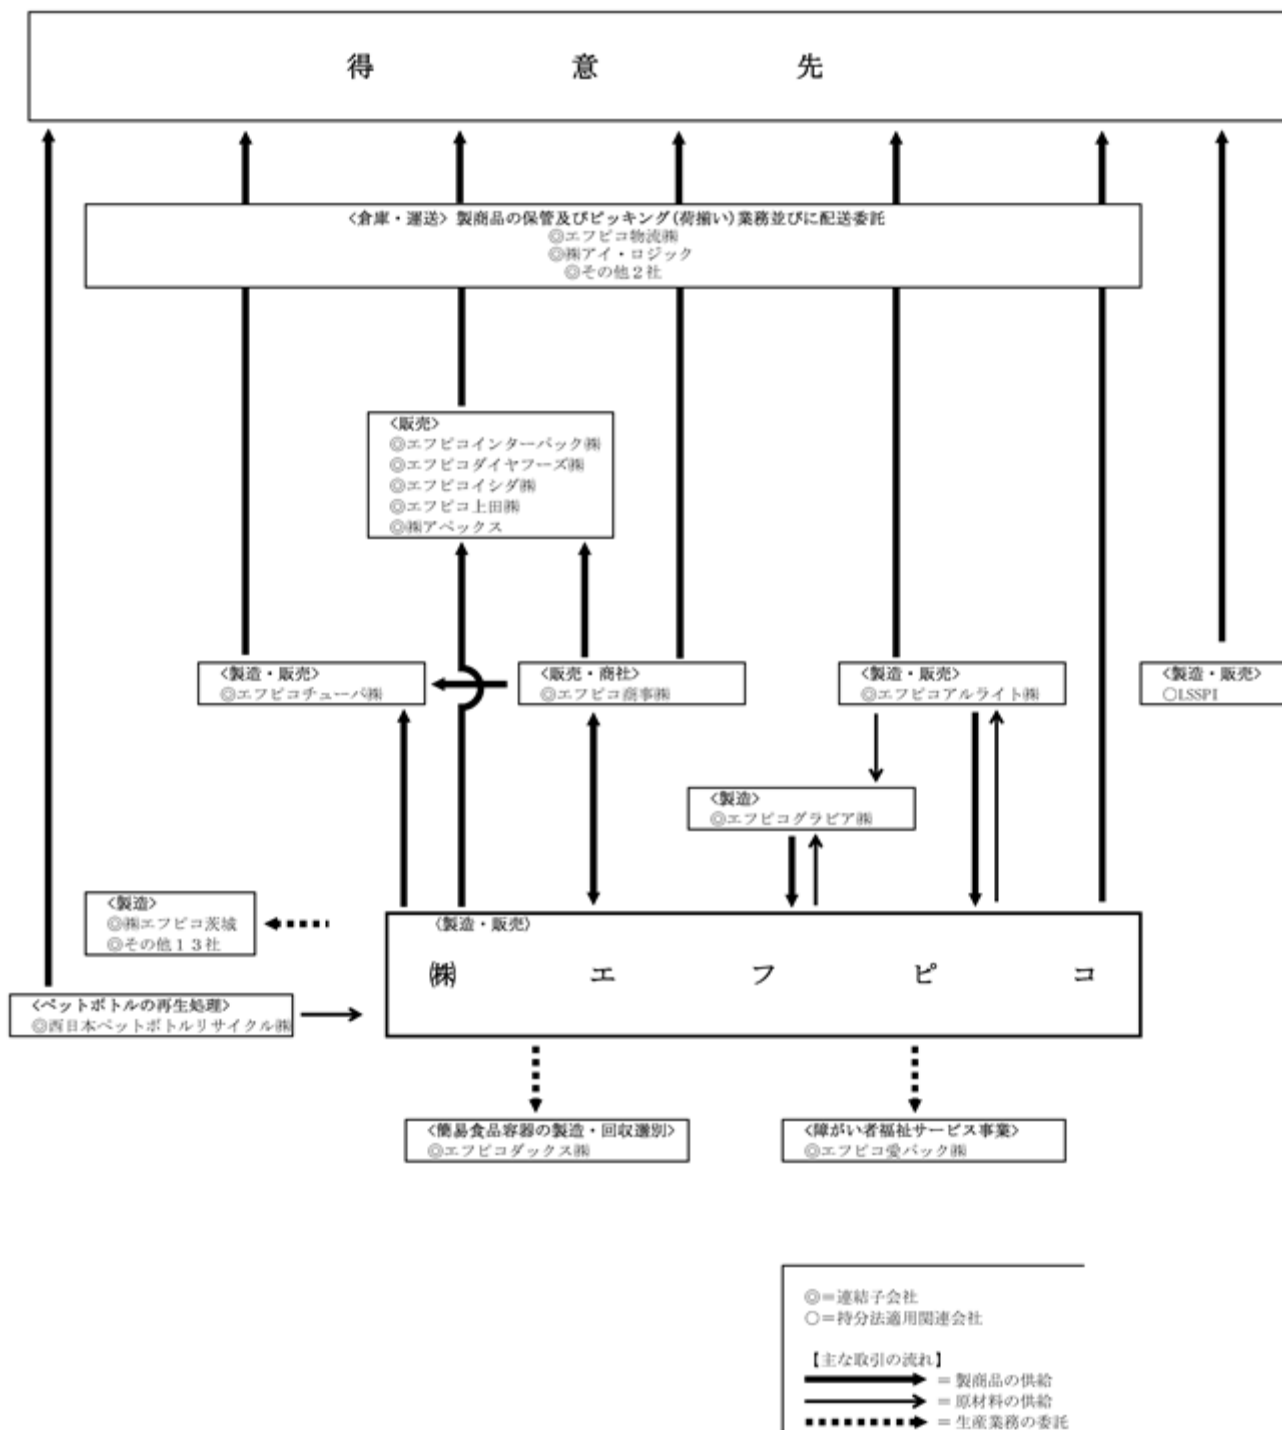 得意先
〈倉庫・運送〉製商品の保管及びピッキング(荷揃い)業務並びに配送委託
◎エフピコ物流㈱
◎㈱アイ・ロジック
◎その他２社
〈販売〉
◎エフピコインターパック㈱
◎エフピコダイヤフーズ㈱
◎エフピコイシダ㈱
◎エフピコ上田㈱
◎㈱アペックス
〈製造・販売〉
◎エフピコチューパ㈱
〈販売・商社〉
◎エフピコ商事㈱
〈製造・販売〉
◎エフピコアルライト㈱
〈製造・販売〉
○LSSPI
〈製造〉
◎エフピコグラビア㈱
〈製造〉
◎㈱エフピコ茨城
◎その他１３社
〈製造・販売〉
㈱エフピコ
〈ペットボトルの再生処理〉
◎西日本ペットボトルリサイクル㈱
〈簡易食品容器の製造・回収選別〉
◎エフピコダックス㈱
〈障がい者福祉サービス事業〉
◎エフピコ愛パック㈱
◎＝連結子会社
○＝持分法適用関連会社
【主な取引の流れ】
＝製商品の供給
＝原材料の供給
＝生産業務の委託